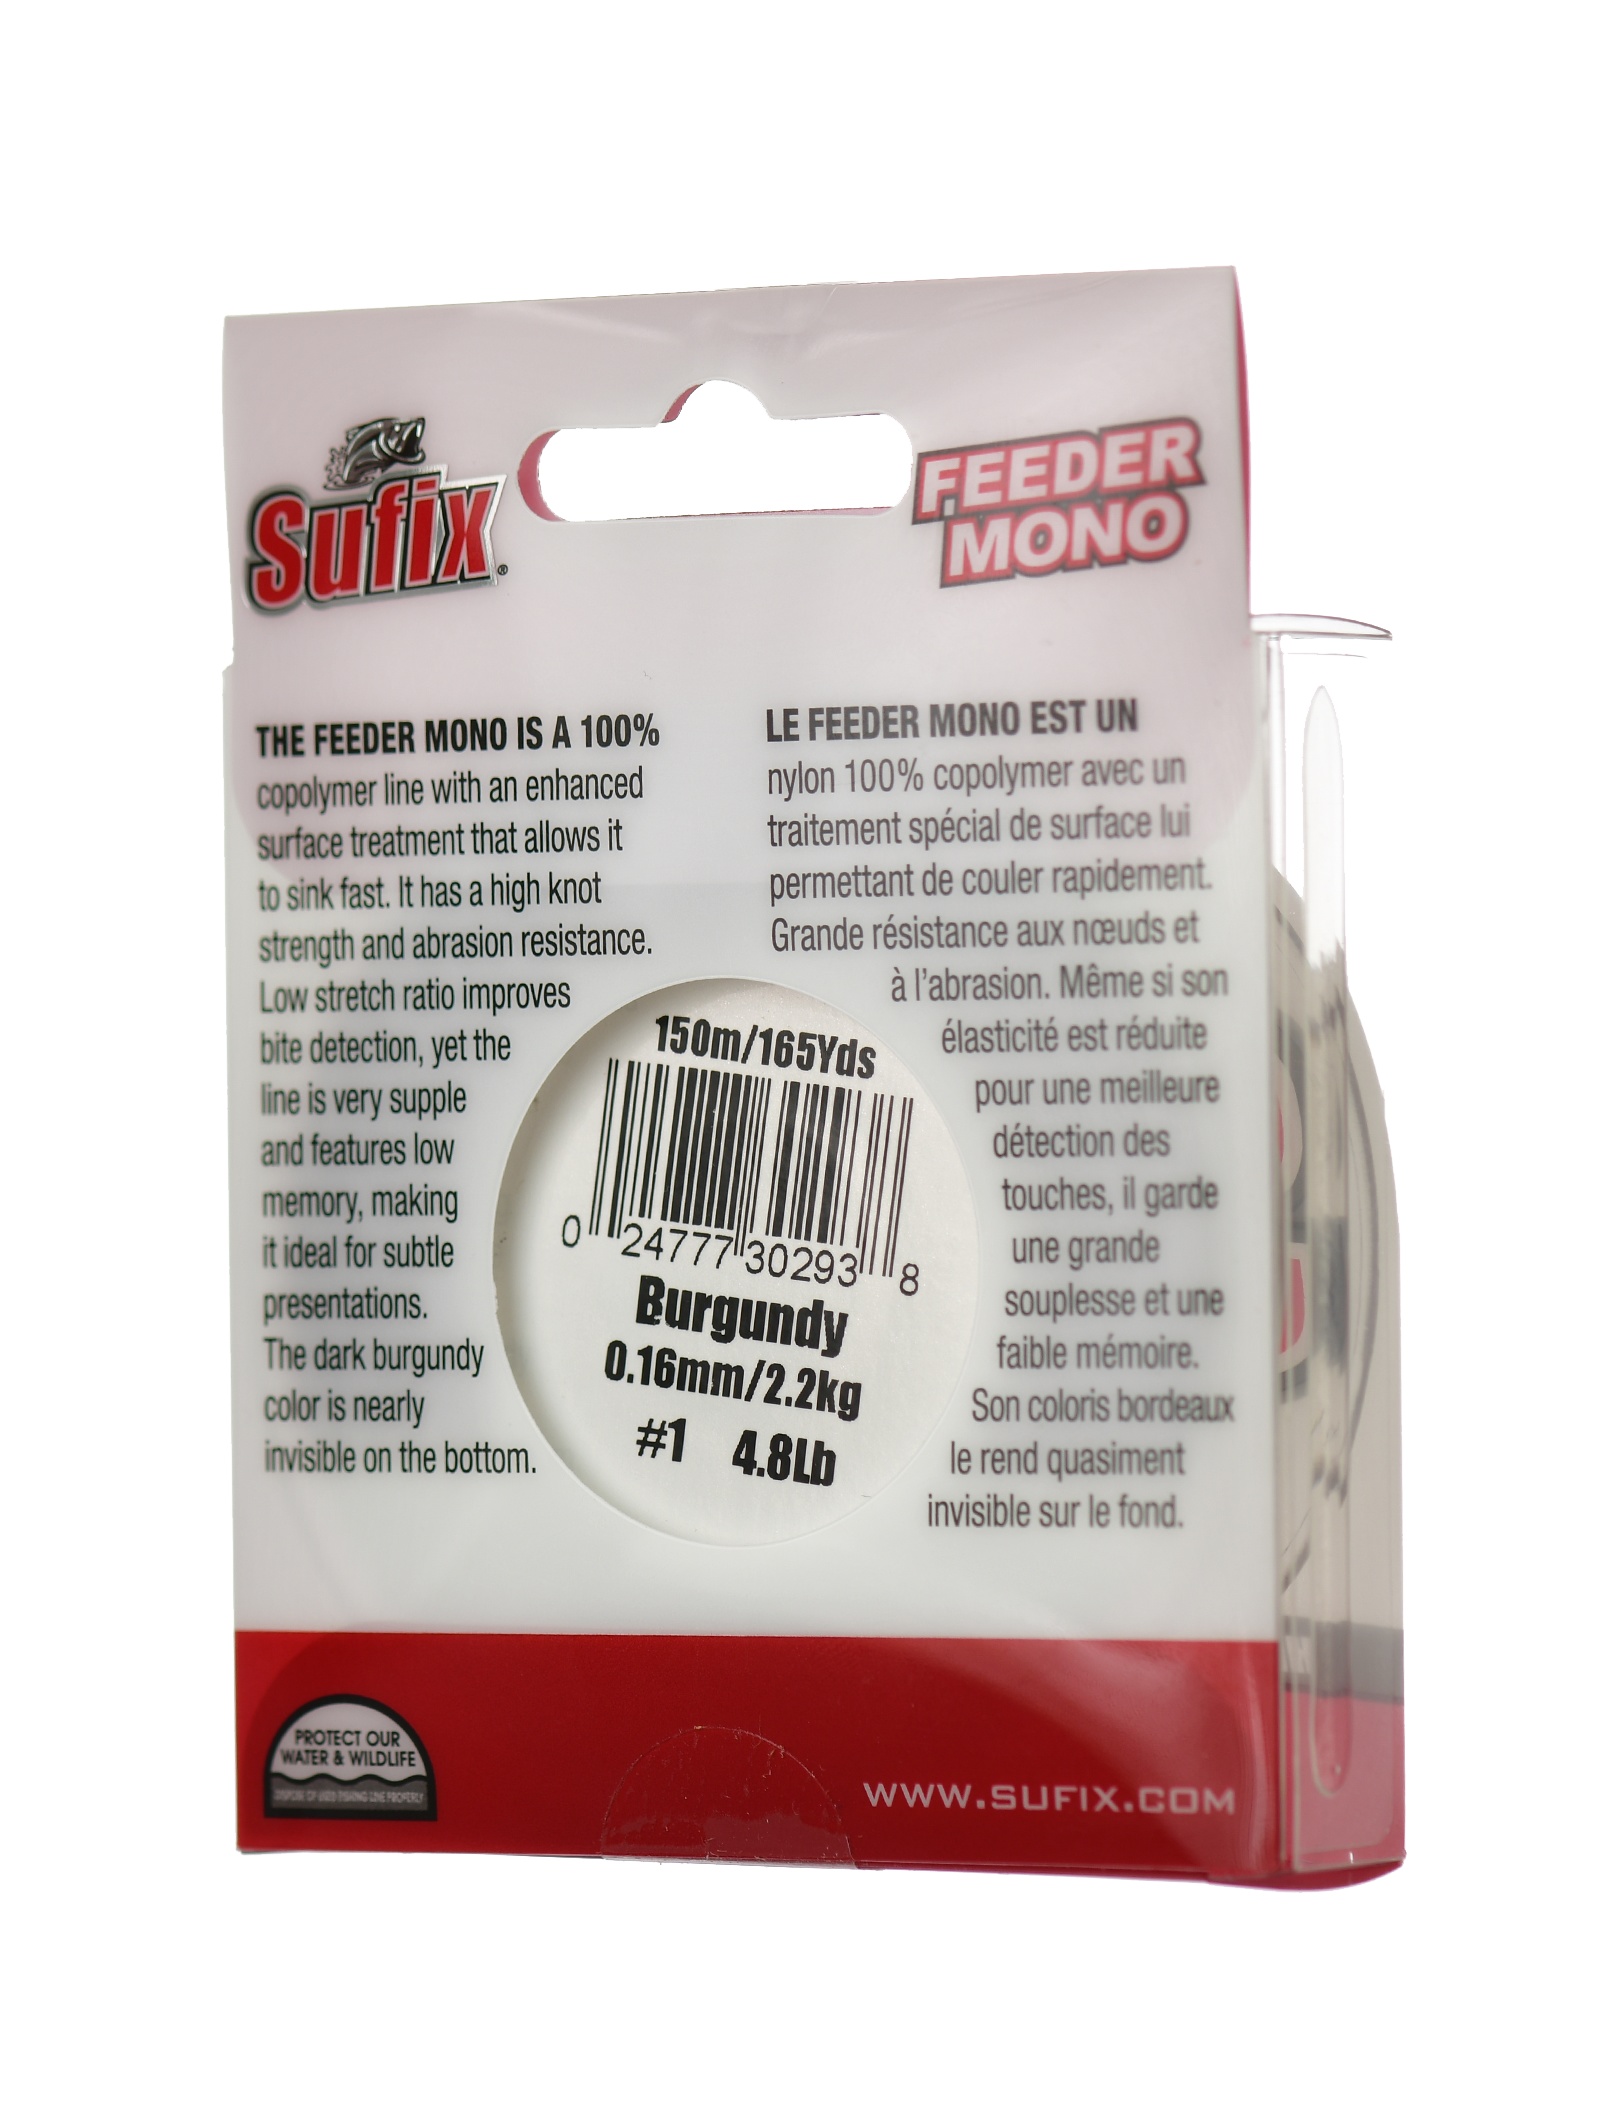 Sufix®
FEEDER
MONO
THE FEEDER MONO IS A 100%
copolymer line with an enhanced
surface treatment that allows it
to sink fast. It has a high knot
strength and abrasion resistance.
Low stretch ratio improves
bite detection, yet the
line is very supple
and features low
memory, making
it ideal for subtle
presentations.
The dark burgundy
color is nearly
invisible on the bottom.
LE FEEDER MONO EST UN
nylon 100% copolymer avec un
traitement spécial de surface lui
permettant de couler rapidement.
Grande résistance aux nœuds et
à l'abrasion. Même si son
élasticité est réduite
pour une meilleure
détection des
touches, il garde
une grande
souplesse et une
faible mémoire.
Son coloris bordeaux
le rend quasiment
invisible sur le fond.
150m/165Yds
0 24777 30293 8
Burgundy
0.16mm/2.2kg
#1 4.8Lb
PROTECT OUR
WATER & WILDLIFE
DISPOSE OF USED FISHING LINE PROPERLY
WWW.SUFIX.COM